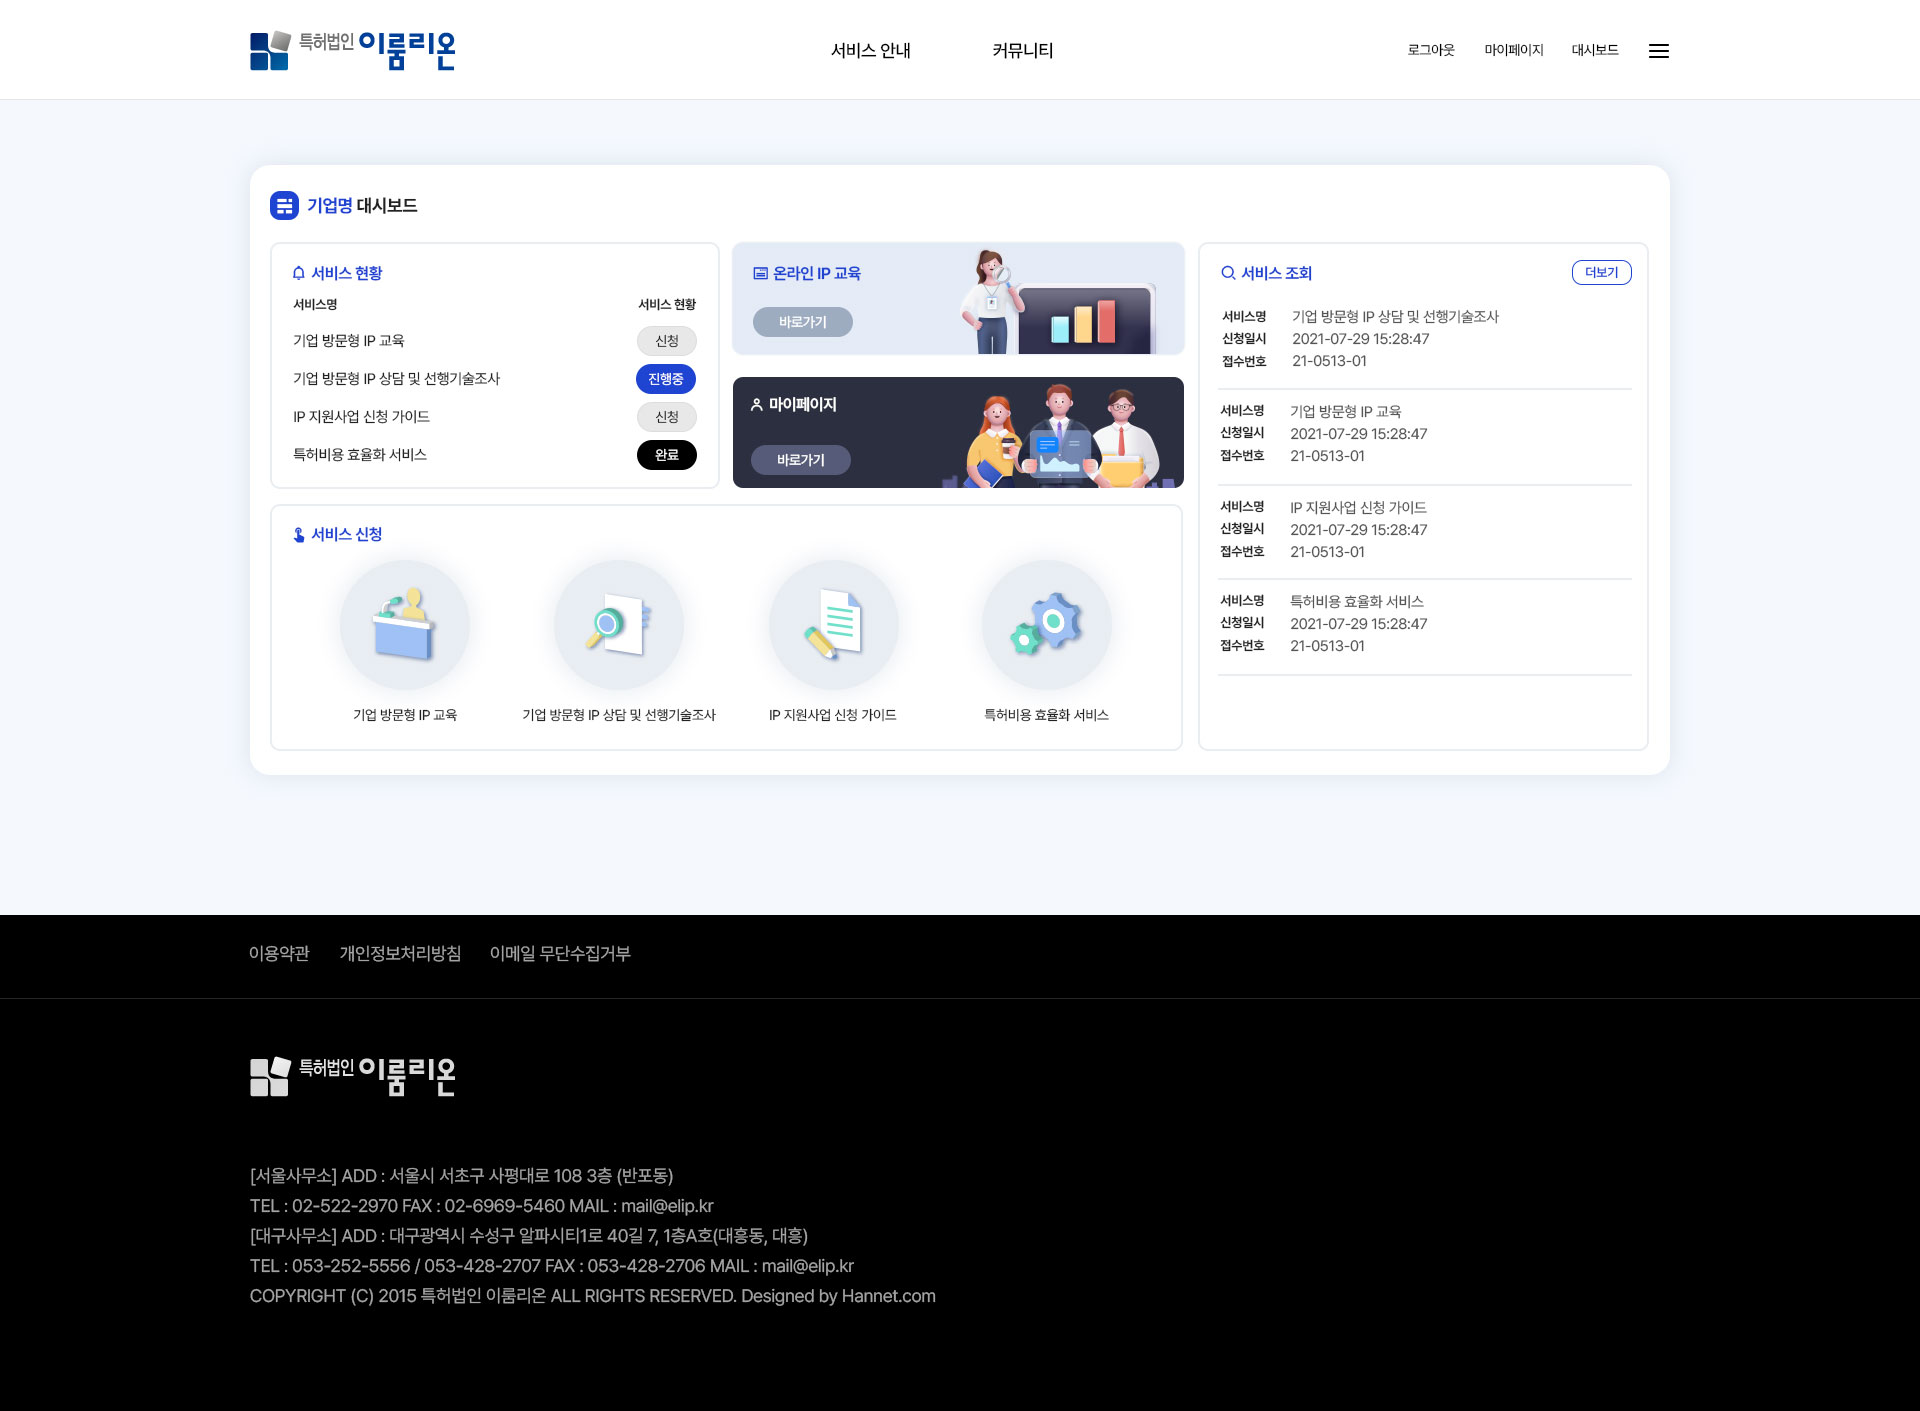 특허법인 이룸리온
서비스 안내
커뮤니티
로그아웃
마이페이지
대시보드
기업명 대시보드
서비스 현황
서비스명 서비스 현황
기업 방문형 IP 교육 신청
기업 방문형 IP 상담 및 선행기술조사 진행중
IP 지원사업 신청 가이드 신청
특허비용 효율화 서비스 완료
온라인 IP 교육
바로가기
마이페이지
바로가기
서비스 조회
더보기
서비스명 기업 방문형 IP 상담 및 선행기술조사
신청일시 2021-07-29 15:28:47
접수번호 21-0513-01
서비스명 기업 방문형 IP 교육
신청일시 2021-07-29 15:28:47
접수번호 21-0513-01
서비스명 IP 지원사업 신청 가이드
신청일시 2021-07-29 15:28:47
접수번호 21-0513-01
서비스명 특허비용 효율화 서비스
신청일시 2021-07-29 15:28:47
접수번호 21-0513-01
서비스 신청
기업 방문형 IP 교육
기업 방문형 IP 상담 및 선행기술조사
IP 지원사업 신청 가이드
특허비용 효율화 서비스
이용약관
개인정보처리방침
이메일 무단수집거부
특허법인 이룸리온
[서울사무소] ADD : 서울시 서초구 사평대로 108 3층 (반포동)
TEL : 02-522-2970 FAX : 02-6969-5460 MAIL : mail@elip.kr
[대구사무소] ADD : 대구광역시 수성구 알파시티1로 40길 7, 1층A호(대흥동, 대흥)
TEL : 053-252-5556 / 053-428-2707 FAX : 053-428-2706 MAIL : mail@elip.kr
COPYRIGHT (C) 2015 특허법인 이룸리온 ALL RIGHTS RESERVED. Designed by Hannet.com